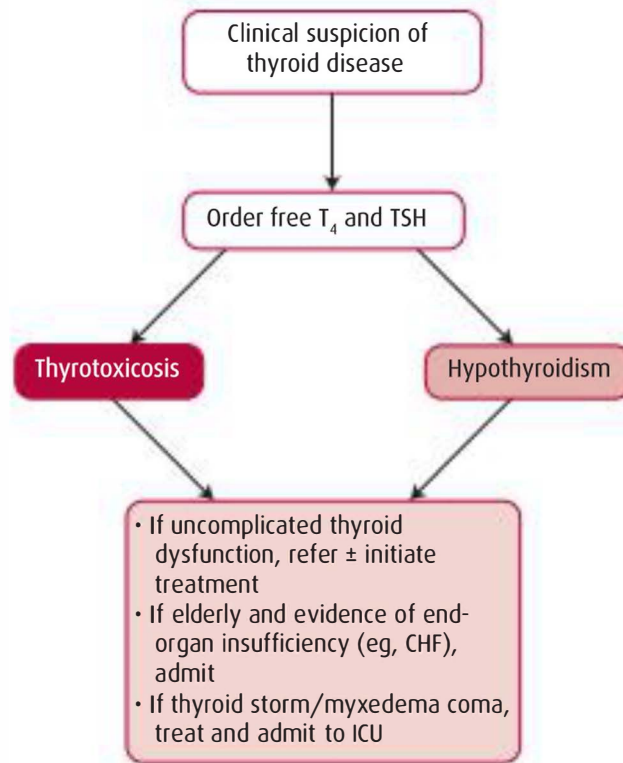 Clinical suspicion of
thyroid disease
Order free T₄ and TSH
Thyrotoxicosis
Hypothyroidism
• If uncomplicated thyroid
dysfunction, refer ± initiate
treatment
• If elderly and evidence of end-
organ insufficiency (eg, CHF),
admit
• If thyroid storm/myxedema coma,
treat and admit to ICU